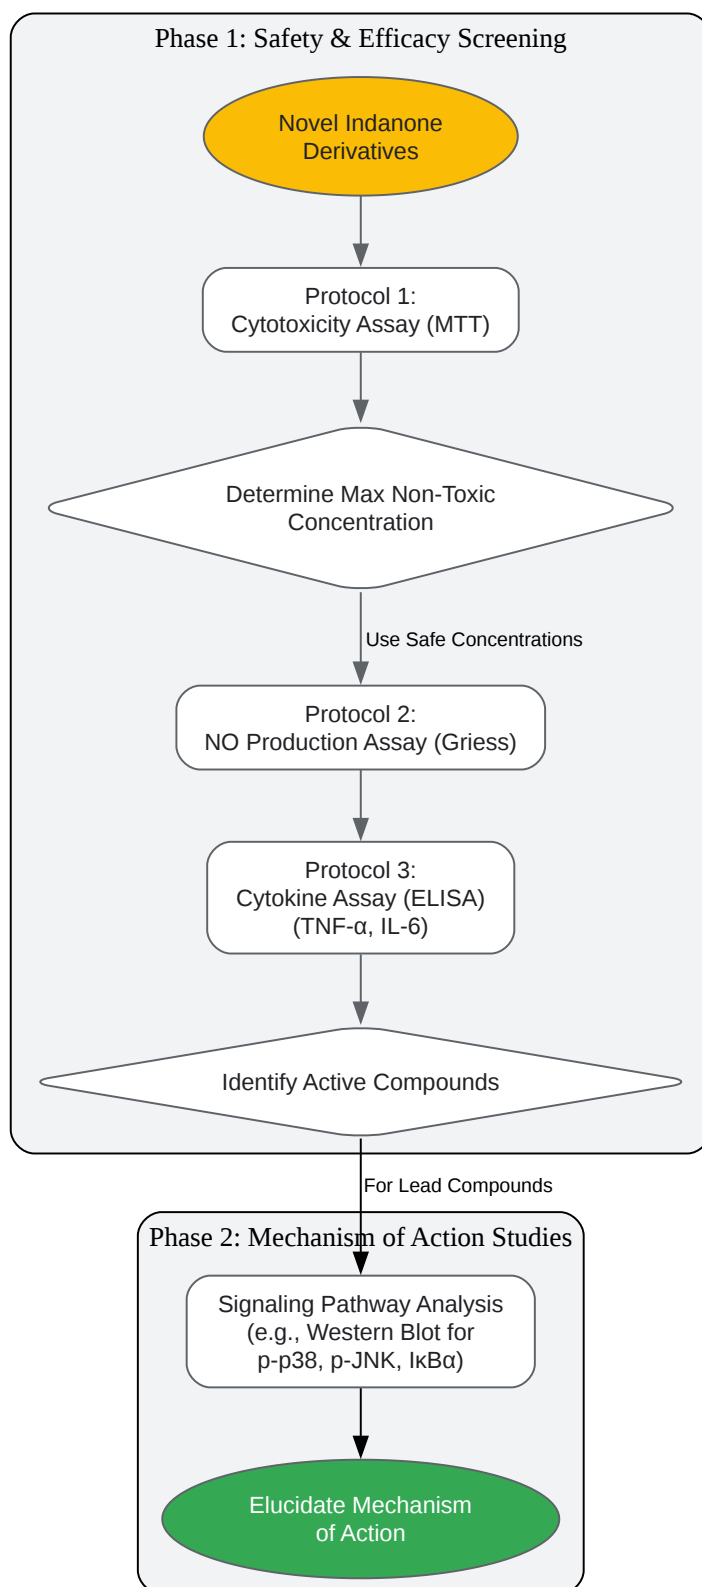 Phase 1: Safety & Efficacy Screening
Novel Indanone
Derivatives
Protocol 1:
Cytotoxicity Assay (MTT)
Determine Max Non-Toxic
Concentration
Use Safe Concentrations
Protocol 2:
NO Production Assay (Griess)
Protocol 3:
Cytokine Assay (ELISA)
(TNF-α, IL-6)
Identify Active Compounds
For Lead Compounds
Phase 2: Mechanism of Action Studies
Signaling Pathway Analysis
(e.g., Western Blot for
p-p38, p-JNK, IκBα)
Elucidate Mechanism
of Action